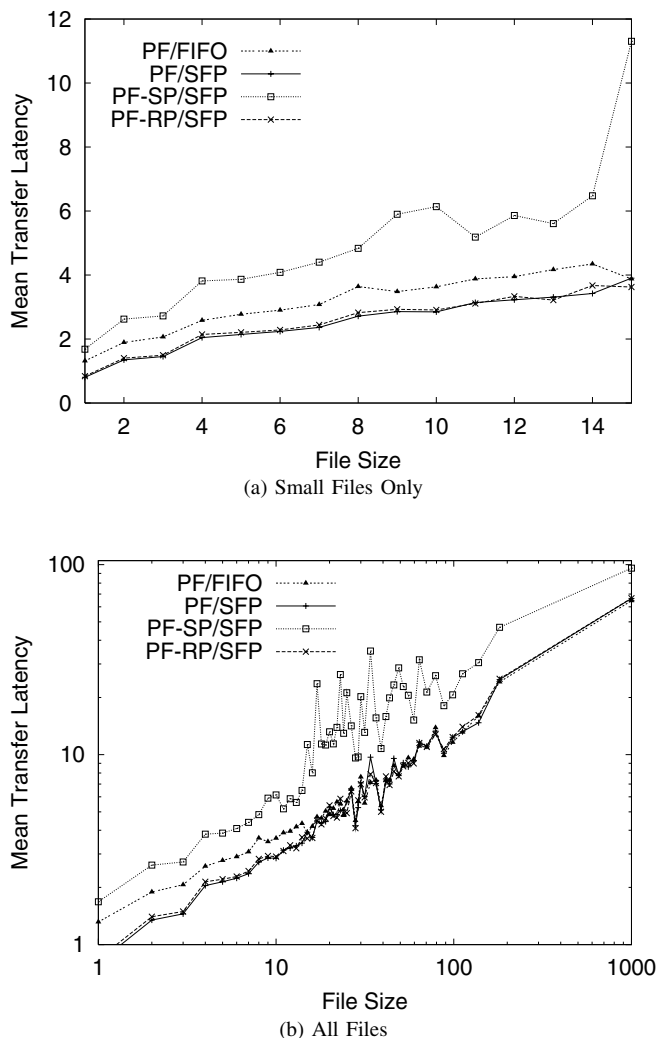 12
10
8
6
4
2
0
Mean Transfer Latency
PF/FIFO
PF/SFP
PF-SP/SFP
PF-RP/SFP
2 4 6 8 10 12 14
File Size
(a) Small Files Only
100
10
1
Mean Transfer Latency
PF/FIFO
PF/SFP
PF-SP/SFP
PF-RP/SFP
1 10 100 1000
File Size
(b) All Files